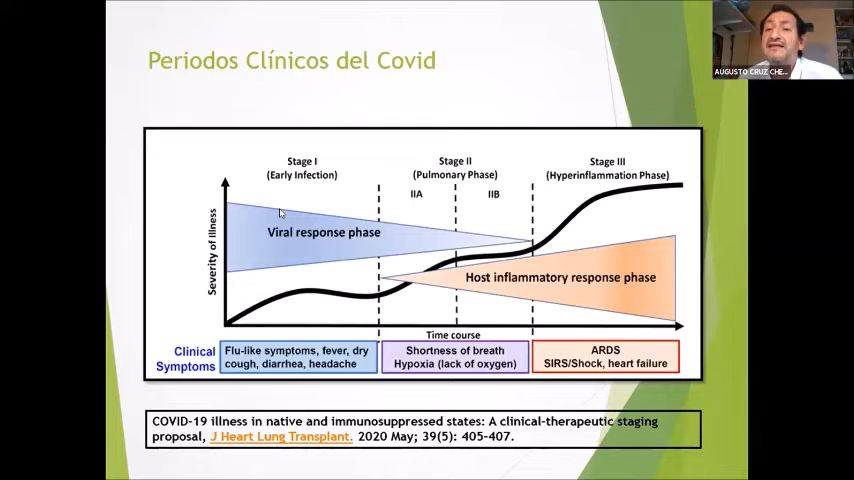 Periodos Clínicos del Covid
AUGUSTO CRUZ CHE...
Stage I
(Early Infection)
Stage II
(Pulmonary Phase)
Stage III
(Hyperinflammation Phase)
IIA
IIB
Severity of illness
Viral response phase
Host inflammatory response phase
Time course
Clinical
Symptoms
Flu-like symptoms, fever, dry
cough, diarrhea, headache
Shortness of breath
Hypoxia (lack of oxygen)
ARDS
SIRS/Shock, heart failure
COVID-19 illness in native and immunosuppressed states: A clinical-therapeutic staging
proposal, J Heart Lung Transplant. 2020 May; 39(5): 405-407.